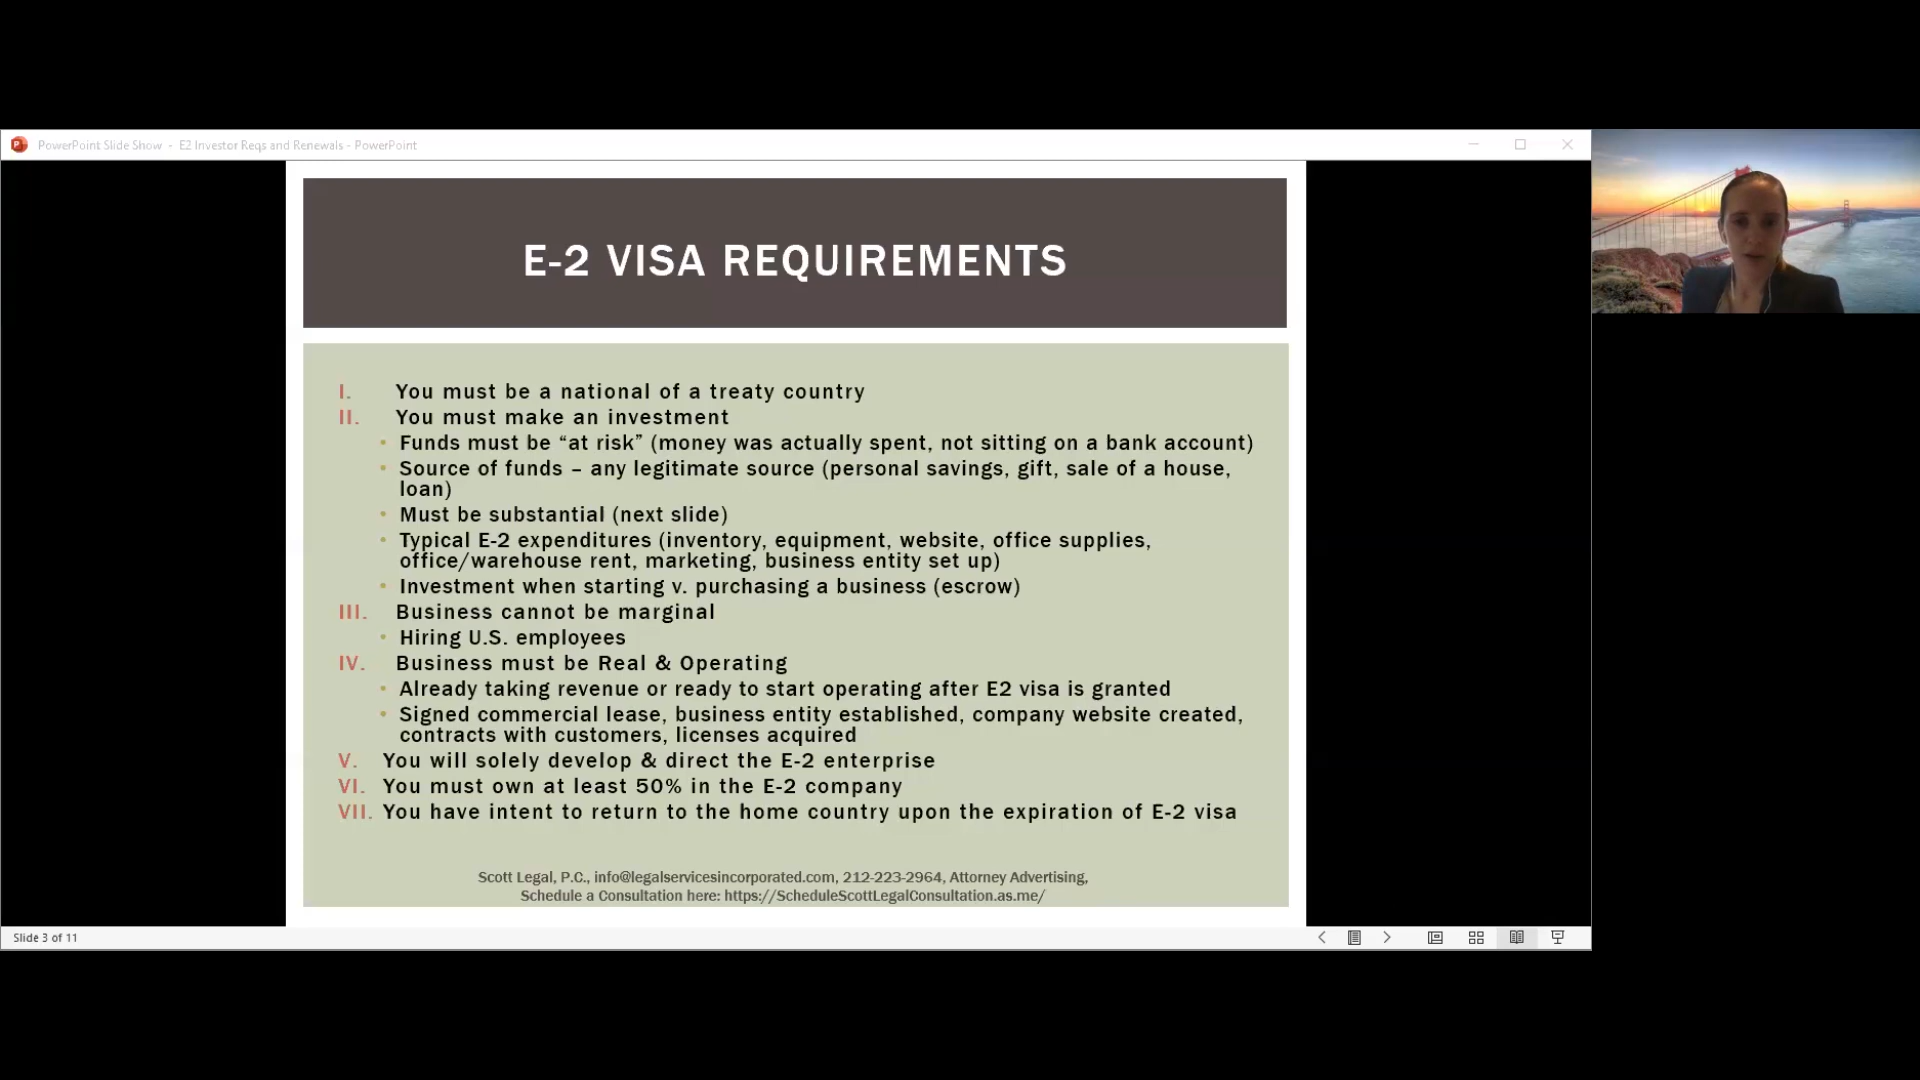 PowerPoint Slide Show - E2 Investor Reqs and Renewals - PowerPoint
E-2 VISA REQUIREMENTS
I. You must be a national of a treaty country
II. You must make an investment
• Funds must be “at risk” (money was actually spent, not sitting on a bank account)
• Source of funds – any legitimate source (personal savings, gift, sale of a house,
loan)
• Must be substantial (next slide)
• Typical E-2 expenditures (inventory, equipment, website, office supplies,
office/warehouse rent, marketing, business entity set up)
• Investment when starting v. purchasing a business (escrow)
III. Business cannot be marginal
• Hiring U.S. employees
IV. Business must be Real & Operating
• Already taking revenue or ready to start operating after E2 visa is granted
• Signed commercial lease, business entity established, company website created,
contracts with customers, licenses acquired
V. You will solely develop & direct the E-2 enterprise
VI. You must own at least 50% in the E-2 company
VII. You have intent to return to the home country upon the expiration of E-2 visa
Scott Legal, P.C., info@legalservicesincorporated.com, 212-223-2964, Attorney Advertising,
Schedule a Consultation here: https://ScheduleScottLegalConsultation.as.me/
Slide 3 of 11